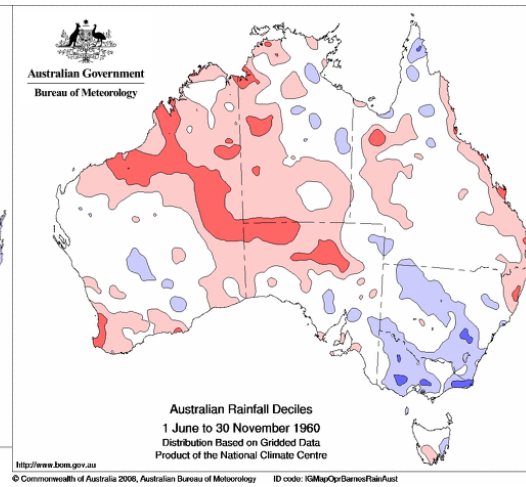 Australian Government
Bureau of Meteorology
Australian Rainfall Deciles
1 June to 30 November 1960
Distribution Based on Gridded Data
Product of the National Climate Centre
http://www.bom.gov.au
© Commonwealth of Australia 2008, Australian Bureau of Meteorology ID code: IGMapOprBarnesRainAust